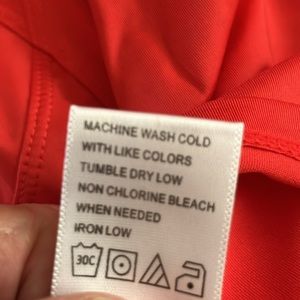 MACHINE WASH COLD
WITH LIKE COLORS
TUMBLE DRY LOW
NON CHLORINE BLEACH
WHEN NEEDED
IRON LOW
30C